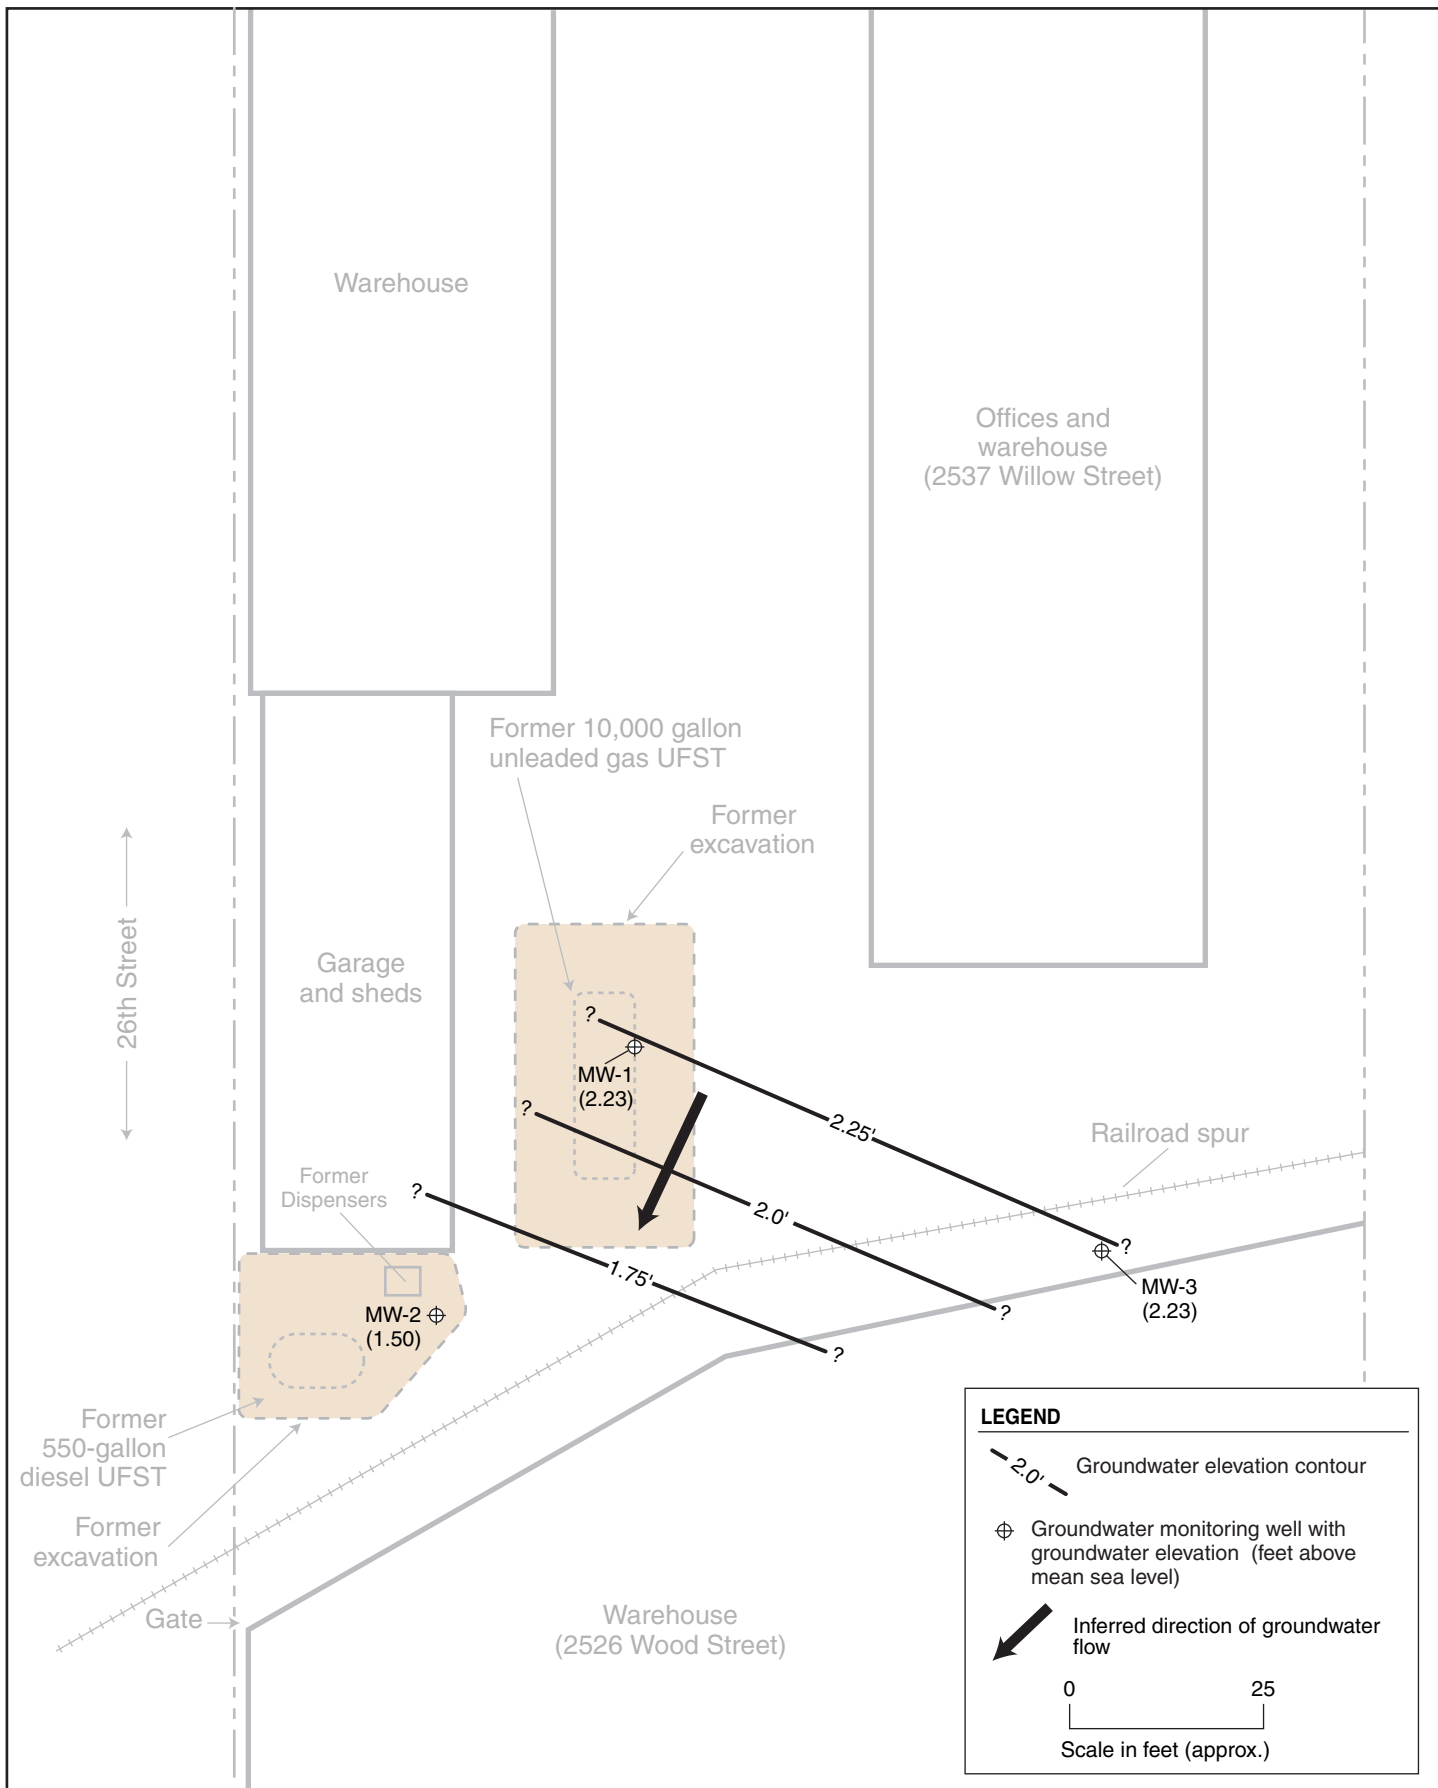 Warehouse
Offices and
warehouse
(2537 Willow Street)
Former 10,000 gallon
unleaded gas UFST
Former
excavation
26th Street
Garage
and sheds
?
MW-1
(2.23)
?
2.25'
Railroad spur
Former
Dispensers
?
2.0'
1.75'
?
MW-3
(2.23)
MW-2
(1.50)
?
?
Former
550-gallon
diesel UFST
Former
excavation
Gate
Warehouse
(2526 Wood Street)
LEGEND
2.0'
Groundwater elevation contour
Groundwater monitoring well with
groundwater elevation (feet above
mean sea level)
Inferred direction of groundwater
flow
0 25
Scale in feet (approx.)